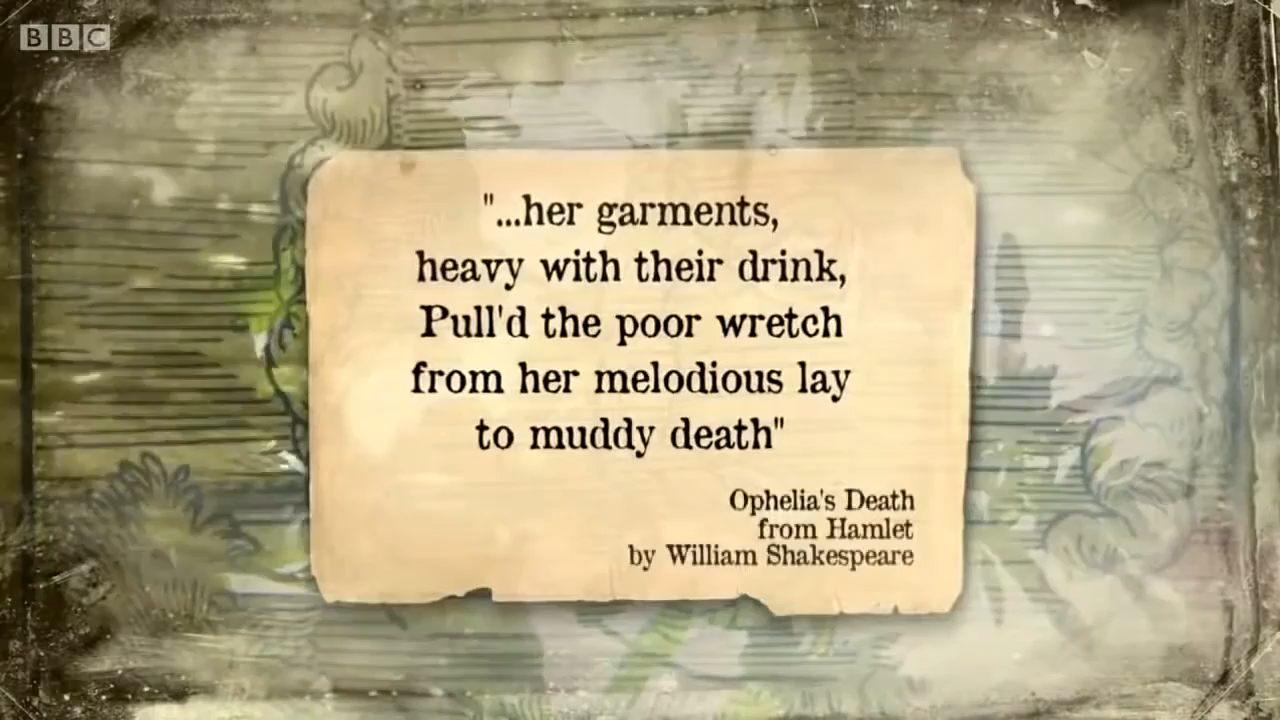 BBC
"...her garments,
heavy with their drink,
Pull'd the poor wretch
from her melodious lay
to muddy death"
Ophelia's Death
from Hamlet
by William Shakespeare